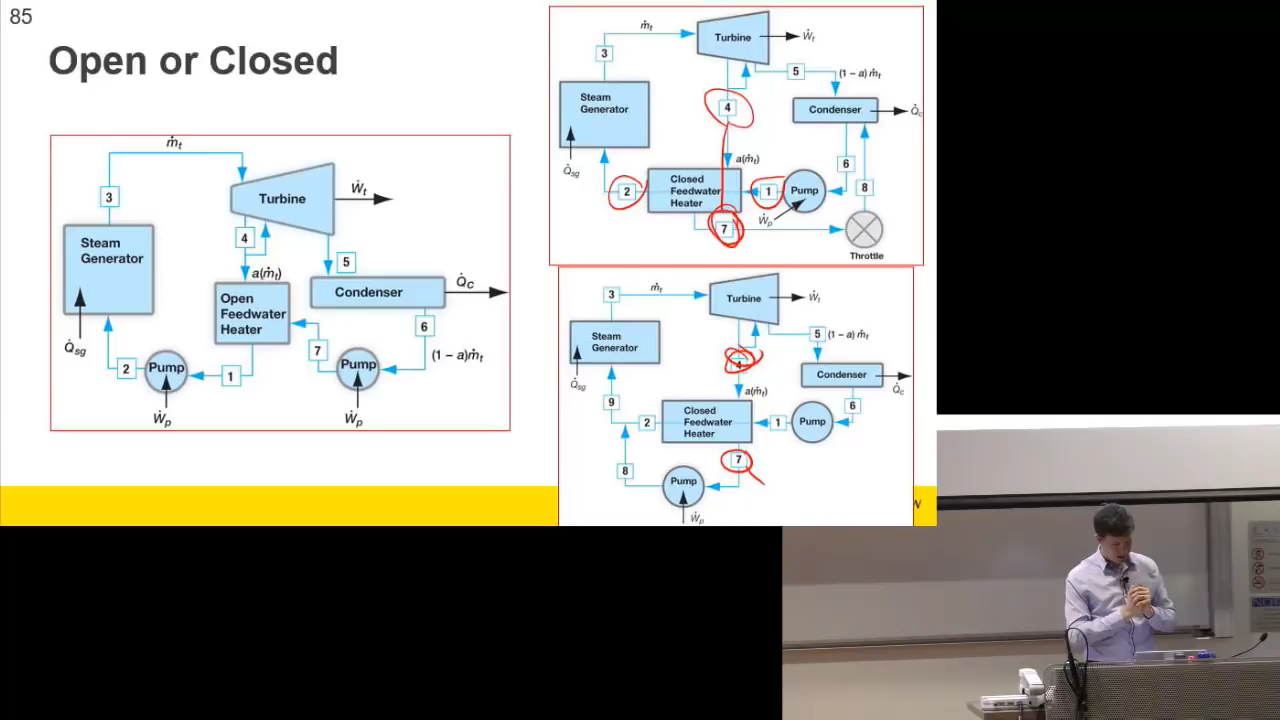 85
Open or Closed
ṁt
3
Turbine
Ẇt
Steam
Generator
4
a(ṁt)
5
Open
Feedwater
Heater
Condenser
Q̇C
Q̇sg
6
7
(1 – a)ṁt
2
Pump
1
Pump
Ẇp
Ẇp
ṁt
Turbine
Ẇt
3
5
(1 – a) ṁt
Steam
Generator
4
Condenser
Q̇c
a(ṁt)
6
Q̇sg
Closed
Feedwater
Heater
2
1
Pump
8
Ẇp
7
Throttle
3
ṁt
Turbine
Ẇt
Steam
Generator
5
(1 – a) ṁt
4
Condenser
Q̇sg
Q̇c
a(ṁt)
9
6
Closed
Feedwater
Heater
2
1
Pump
7
8
Pump
Ẇp